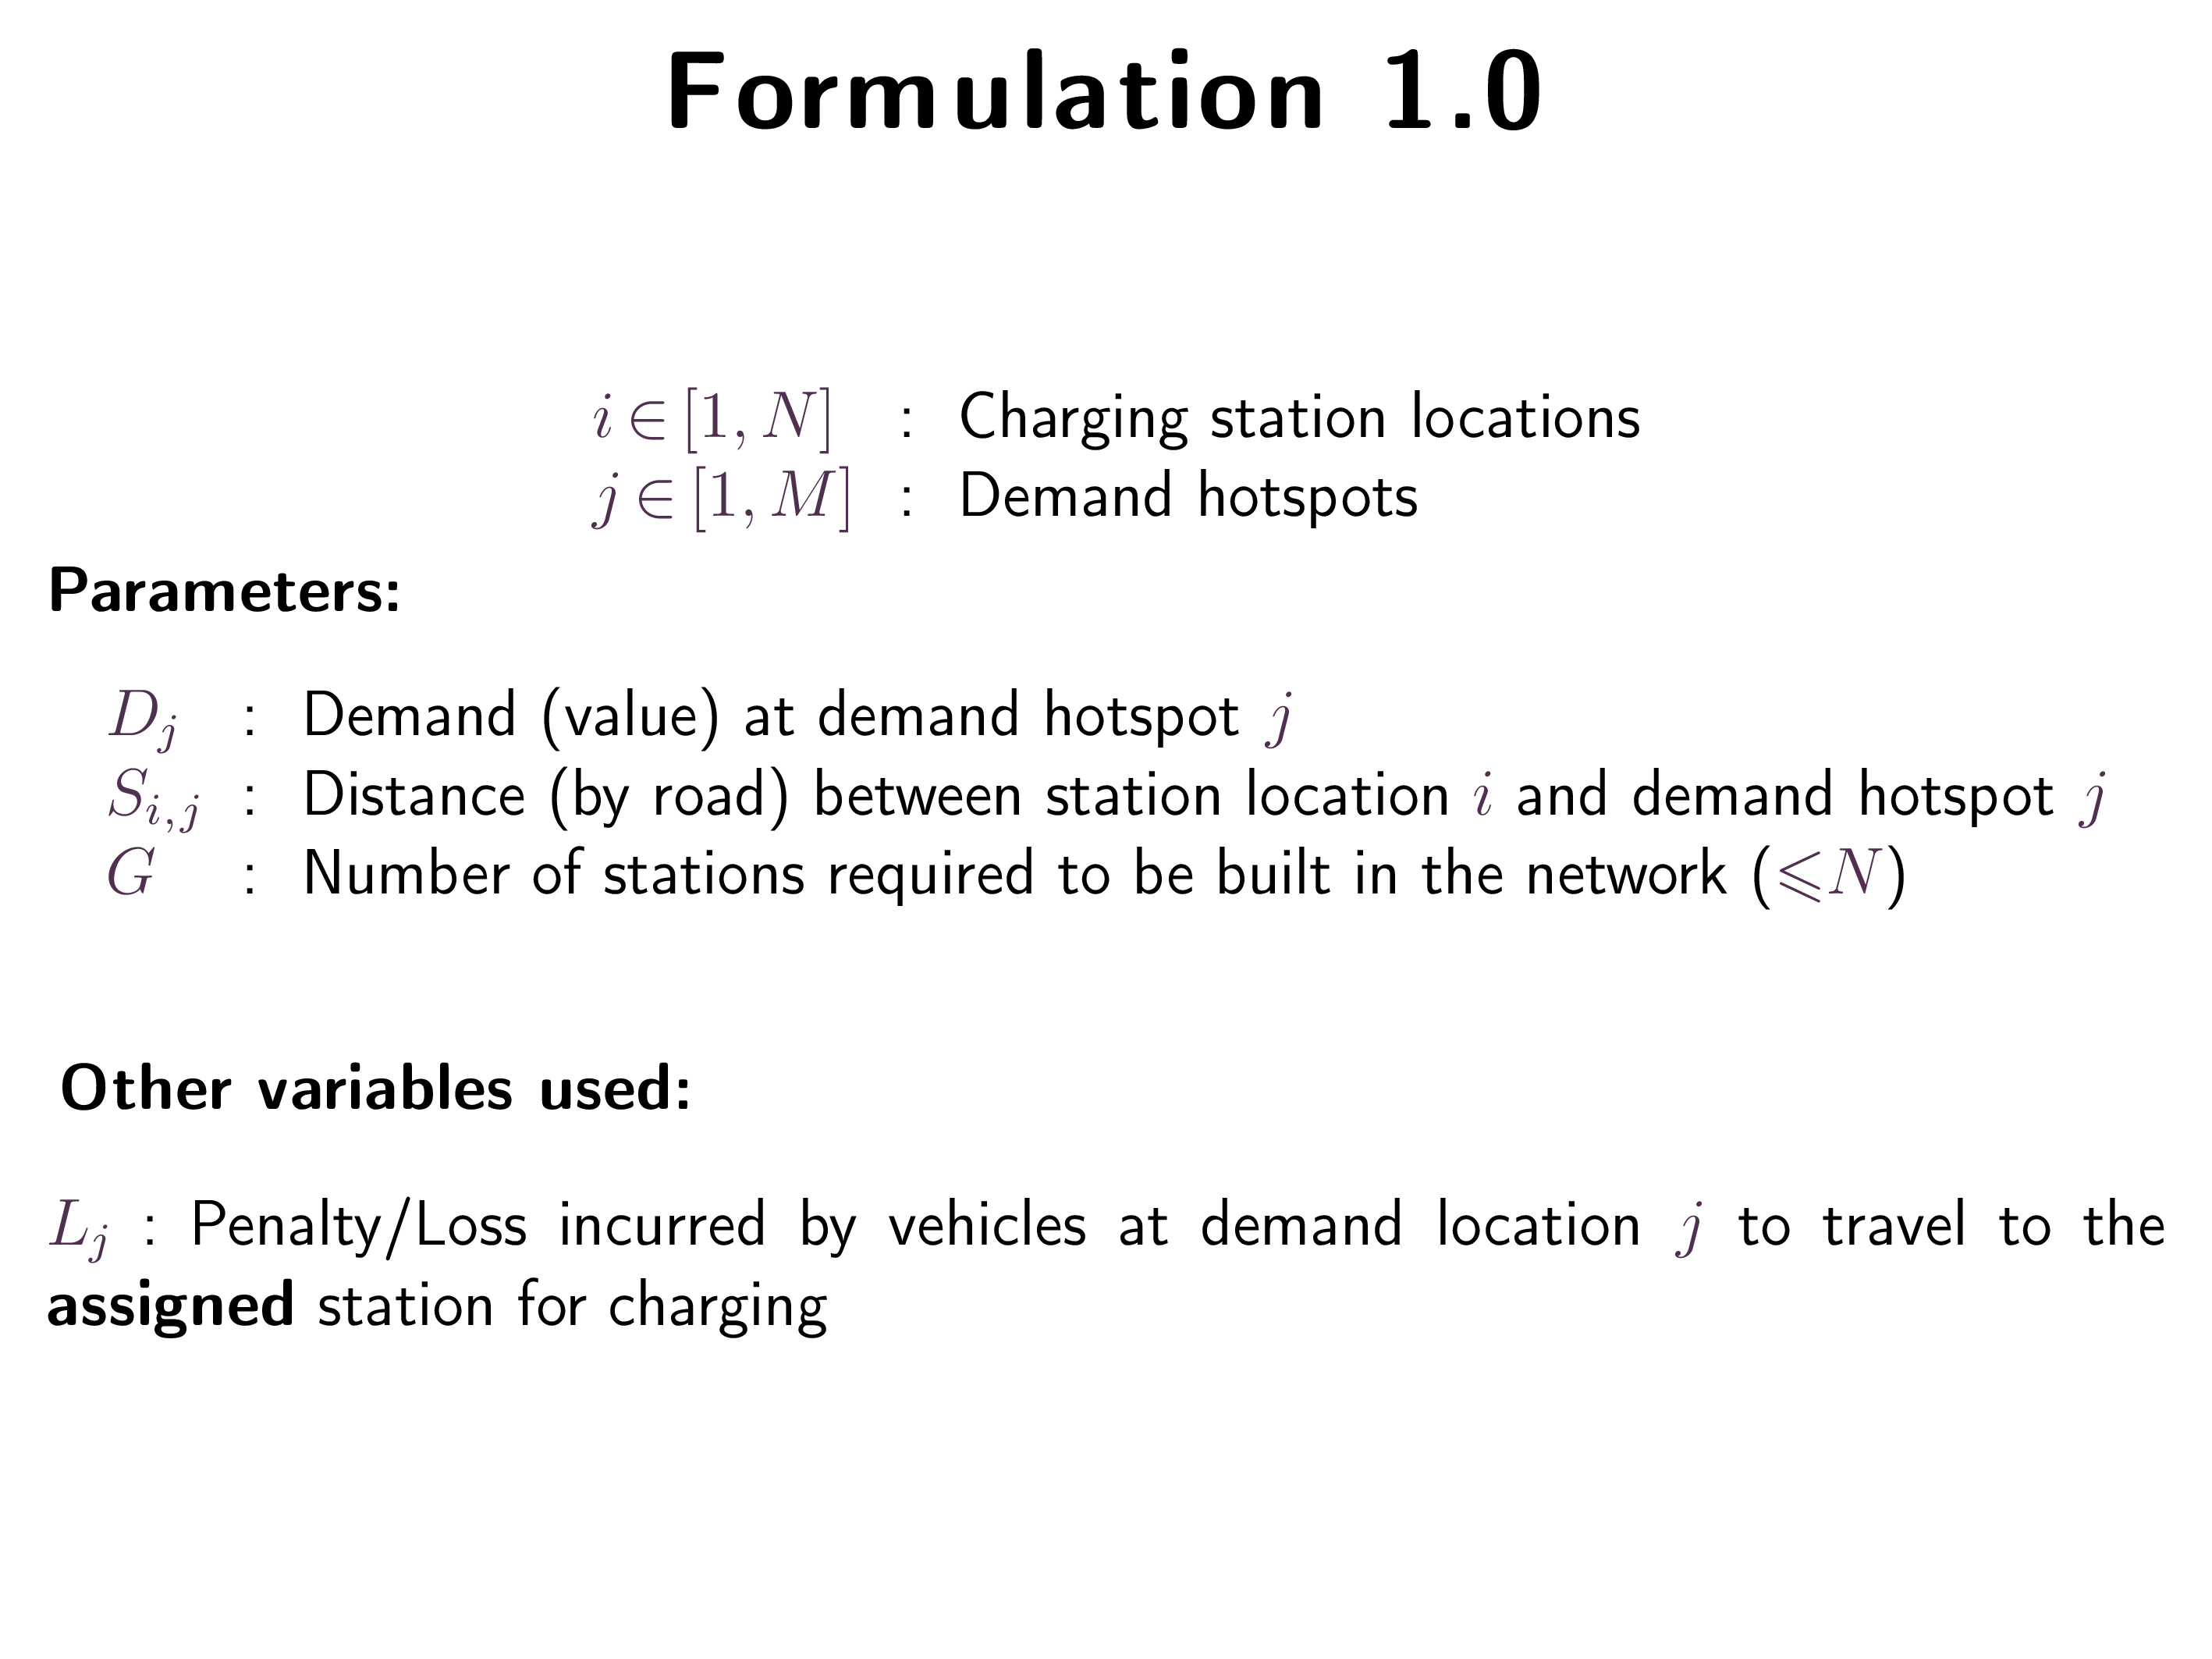 Formulation 1.0
i ∈ [1, N] : Charging station locations
j ∈ [1, M] : Demand hotspots
Parameters:
D_j : Demand (value) at demand hotspot j
S_{i,j} : Distance (by road) between station location i and demand hotspot j
G : Number of stations required to be built in the network (⩽N)
Other variables used:
L_j : Penalty/Loss incurred by vehicles at demand location j to travel to the
assigned station for charging